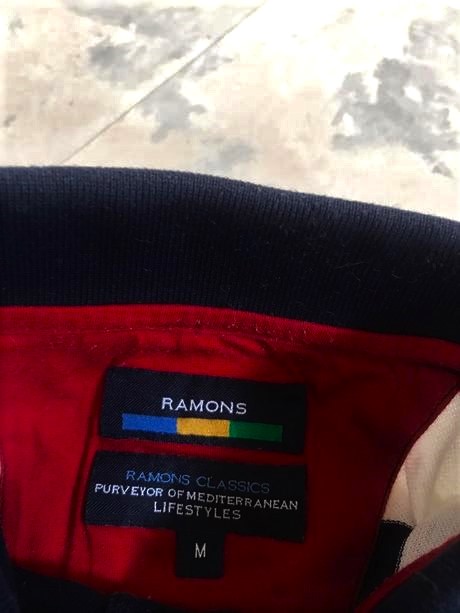 RAMONS
RAMONS CLASSICS
PURVEYOR OF MEDITERRANEAN
LIFESTYLES
M